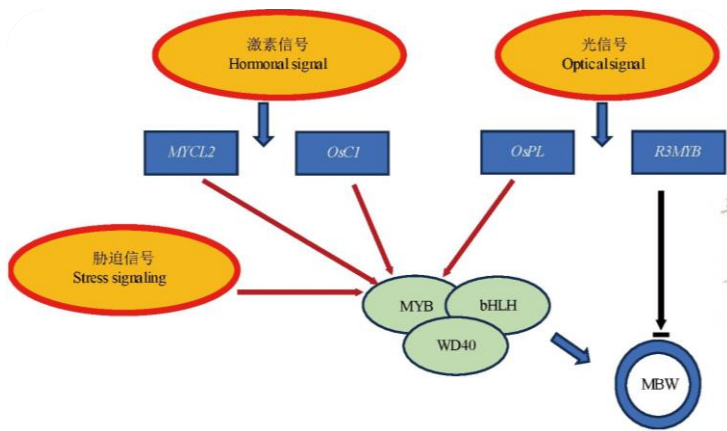 激素信号
Hormonal signal
光信号
Optical signal
MYCL2
OsC1
OsPL
R3MYB
胁迫信号
Stress signaling
MYB
bHLH
WD40
MBW